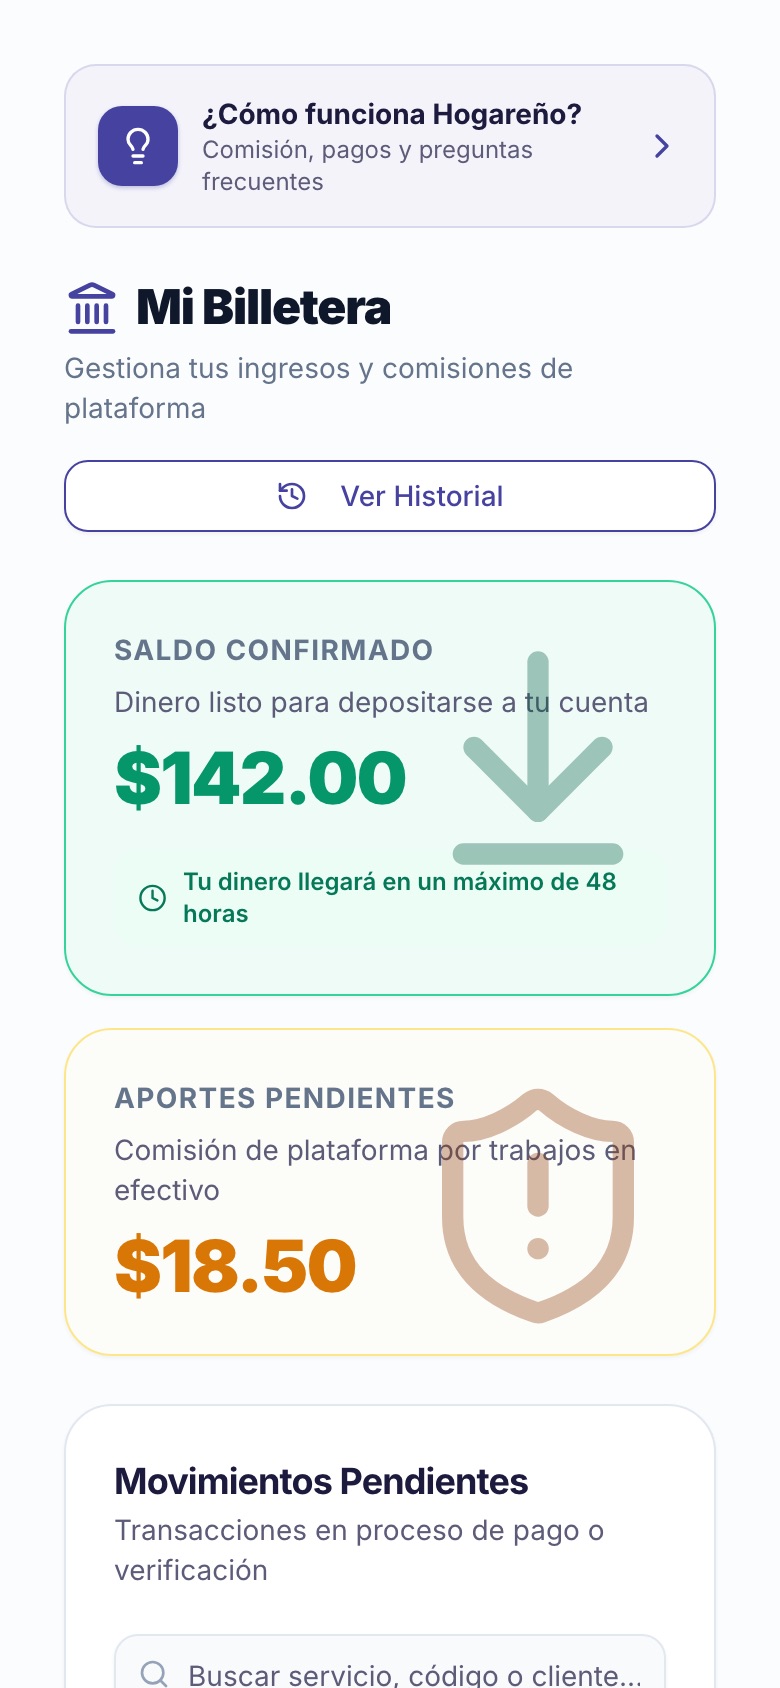 ¿Cómo funciona Hogareño?
Comisión, pagos y preguntas
frecuentes
Mi Billetera
Gestiona tus ingresos y comisiones de
plataforma
Ver Historial
SALDO CONFIRMADO
Dinero listo para depositarse a tu cuenta
$142.00
Tu dinero llegará en un máximo de 48
horas
APORTES PENDIENTES
Comisión de plataforma por trabajos en
efectivo
$18.50
Movimientos Pendientes
Transacciones en proceso de pago o
verificación
Buscar servicio, código o cliente...